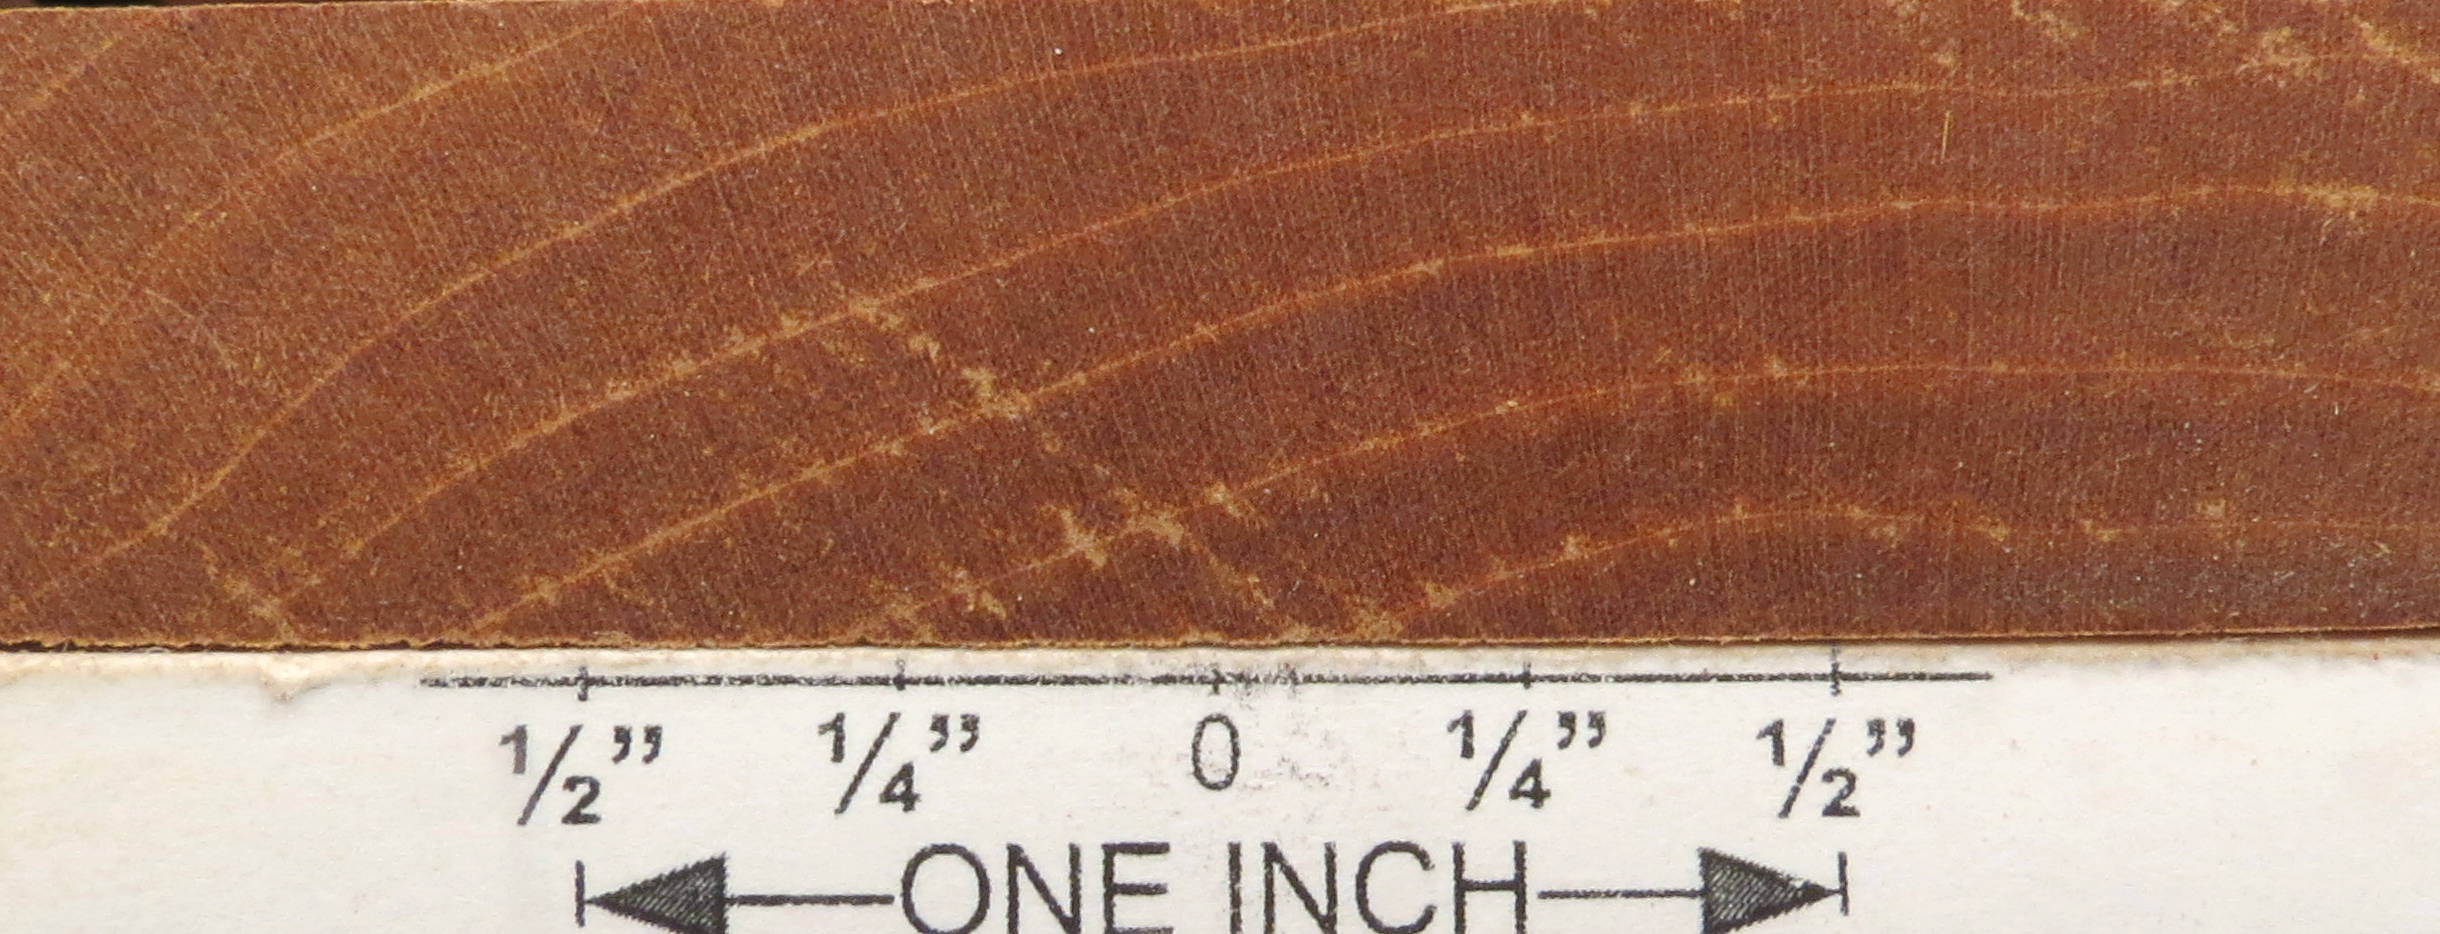 1/2” 1/4” 0 1/4” 1/2”
ONE INCH